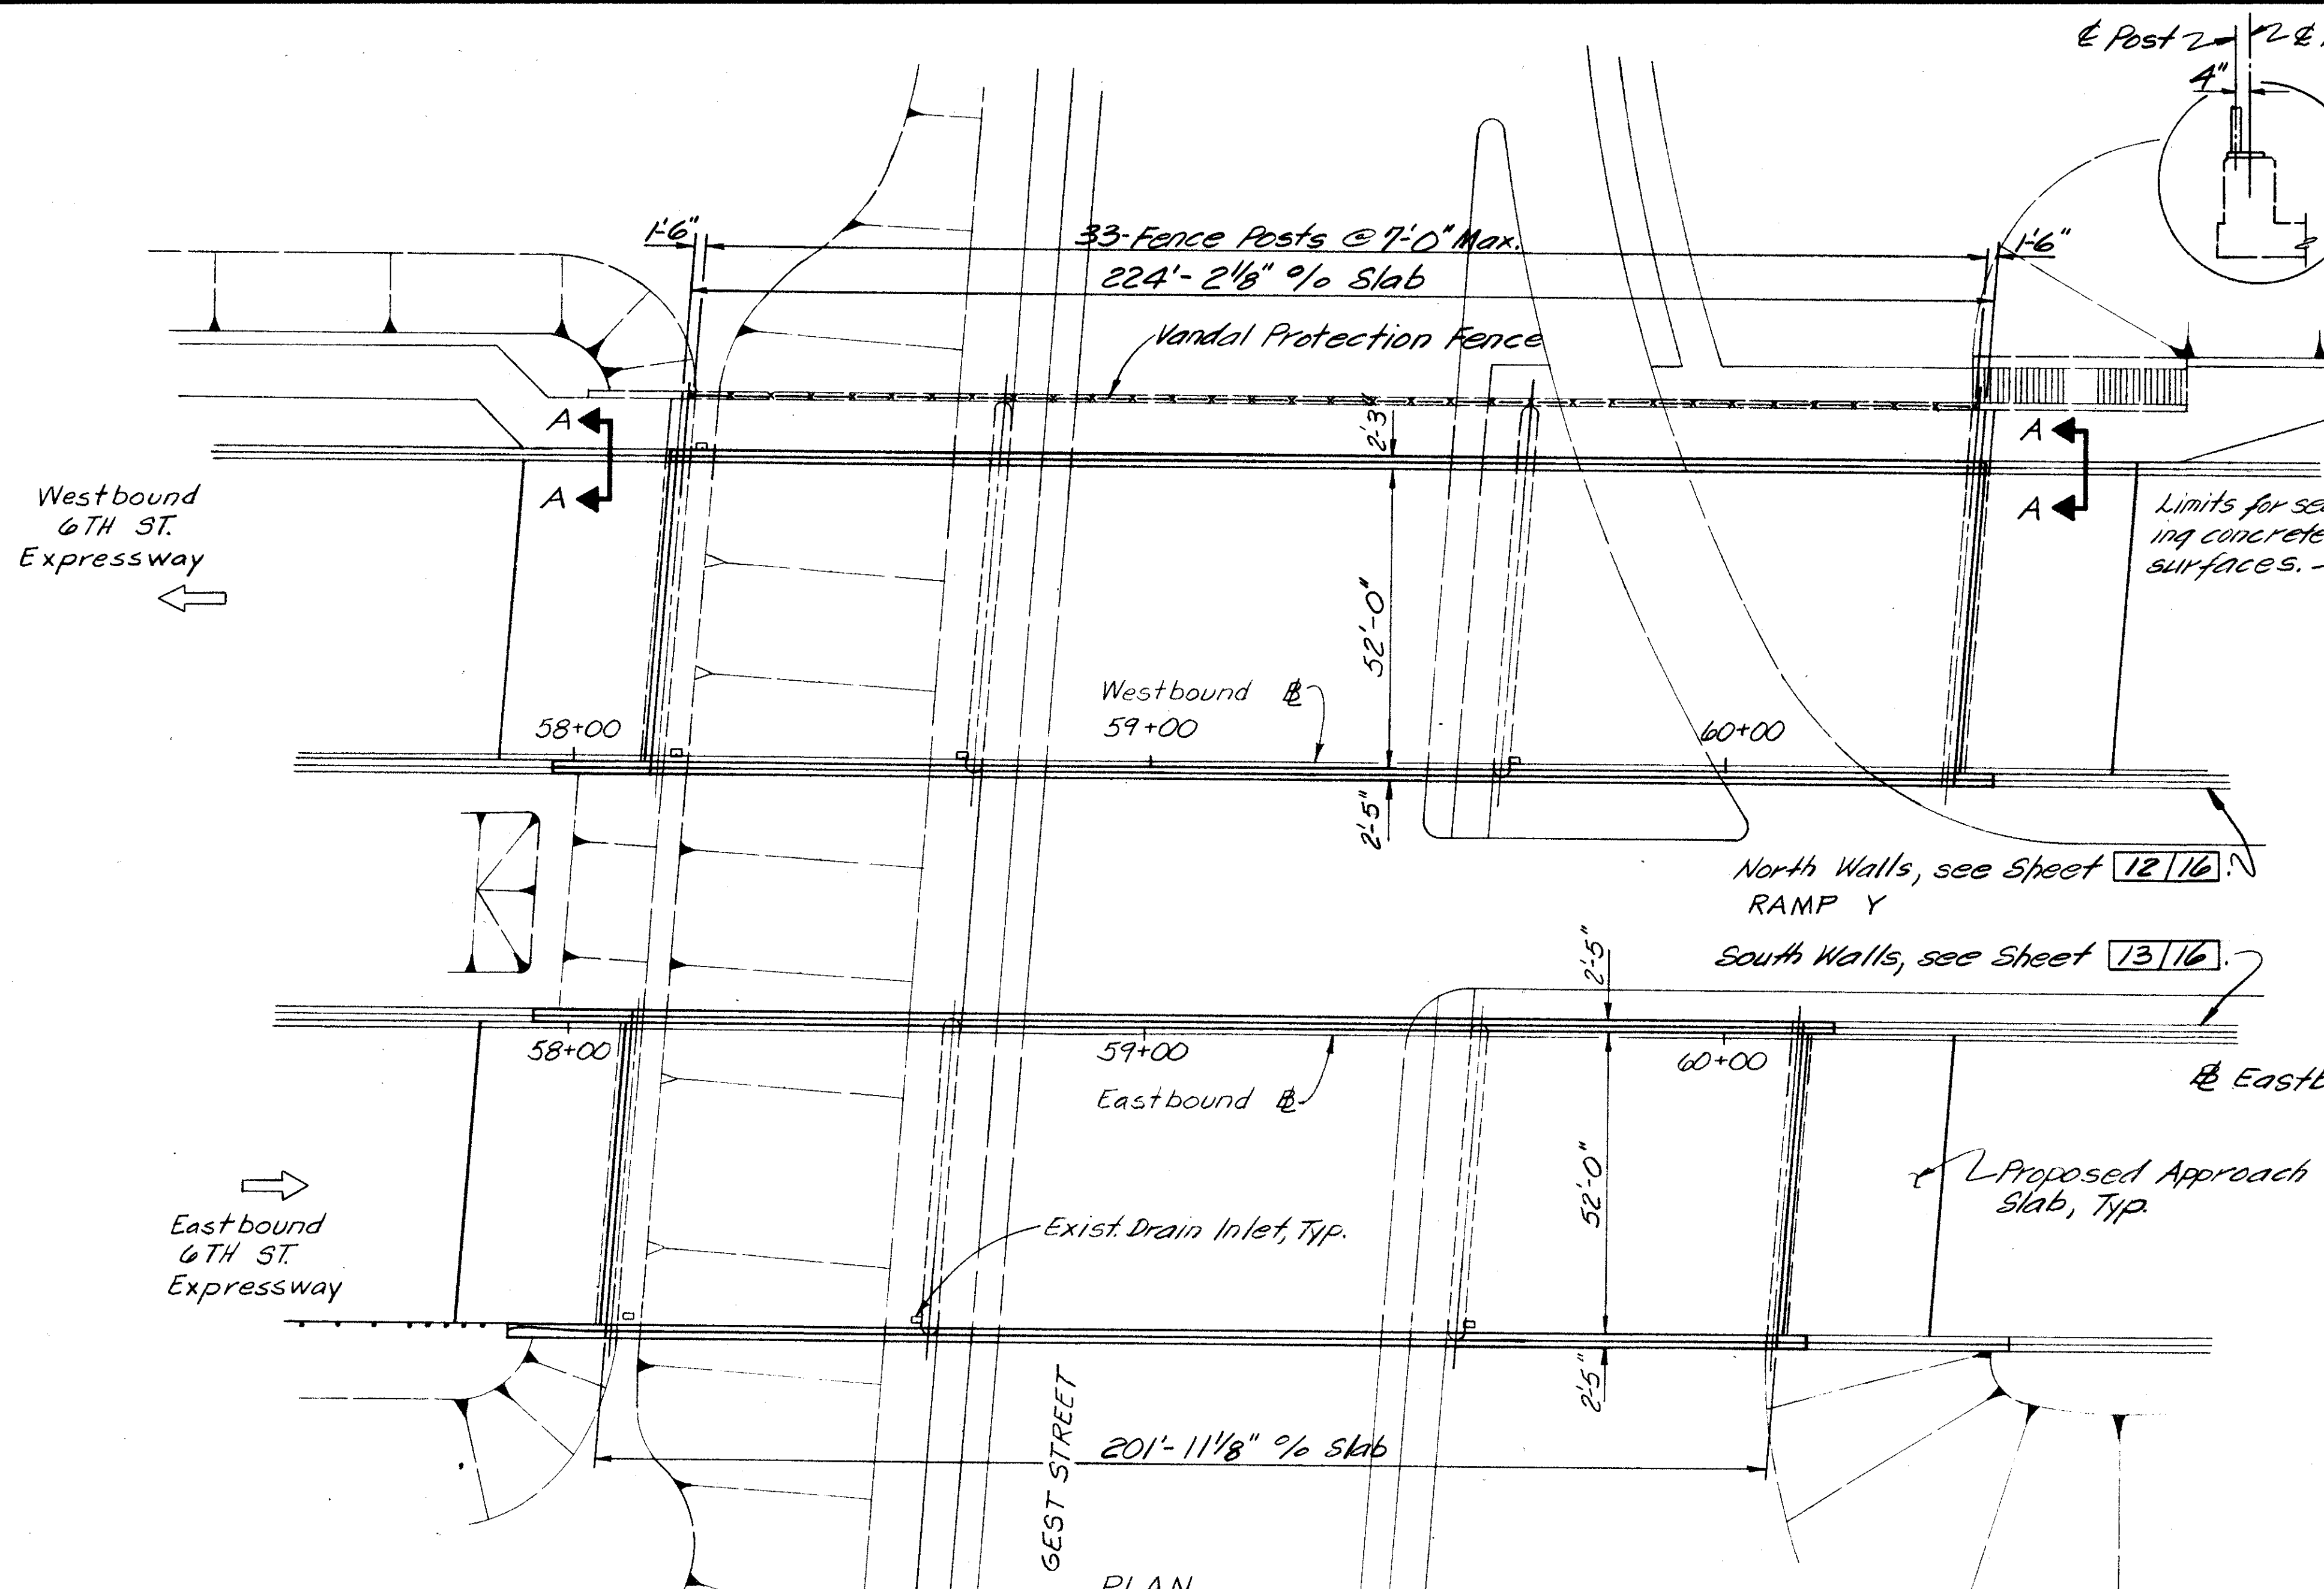 ℄ Post
℄
4"
1'-6"
33-Fence Posts @ 7'-0" Max.
1'-6"
224'- 2 1/8" % Slab
Vandal Protection Fence
A
A
2'-3"
A
A
Westbound
6TH ST.
Expressway
Limits for se
ing concrete
surfaces.
52'-0"
Westbound ℄
58+00
59+00
60+00
2'-5"
North Walls, see Sheet 12/16.
RAMP Y
South Walls, see Sheet 13/16.
2'-5"
58+00
59+00
60+00
Eastbound ℄
℄ Eastb
52'-0"
Proposed Approach
Slab, Typ.
Eastbound
6TH ST.
Expressway
Exist. Drain Inlet, Typ.
2'-5"
GEST STREET
201'- 11 1/8" % Slab
PLAN